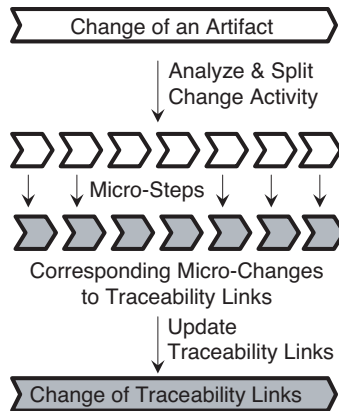 Change of an Artifact
Analyze & Split
Change Activity
Micro-Steps
Corresponding Micro-Changes
to Traceability Links
Update
Traceability Links
Change of Traceability Links